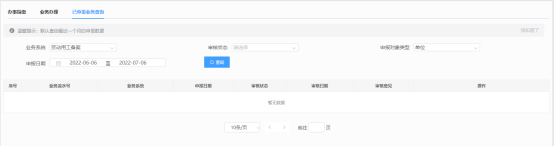 办事指南 业务办理 已申报业务查询
温馨提示：默认查询最近一个月的申报数据 我知道了
业务系统 劳动用工备案 审核状态 请选择 申报对象类型 单位
申报日期 2022-06-06 至 2022-07-06 查询
序号 业务流水号 业务系统 申报日期 审核状态 审核日期 审核意见 操作
暂无数据
10条/页 前往 页